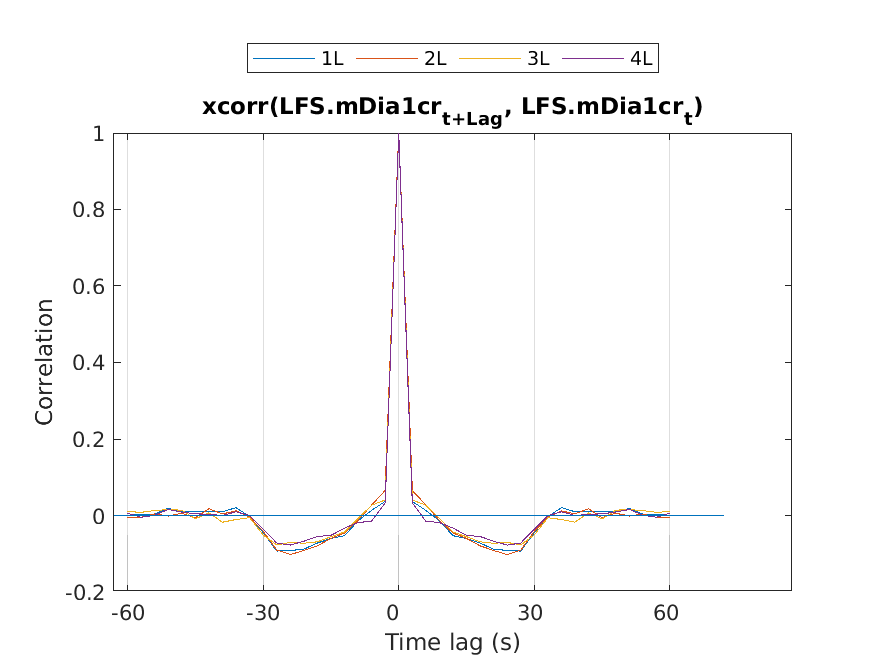 1L 2L 3L 4L
xcorr(LFS.mDia1cr_{t+Lag}, LFS.mDia1cr_t)
1
0.8
0.6
0.4
0.2
0
-0.2
Correlation
-60 -30 0 30 60
Time lag (s)